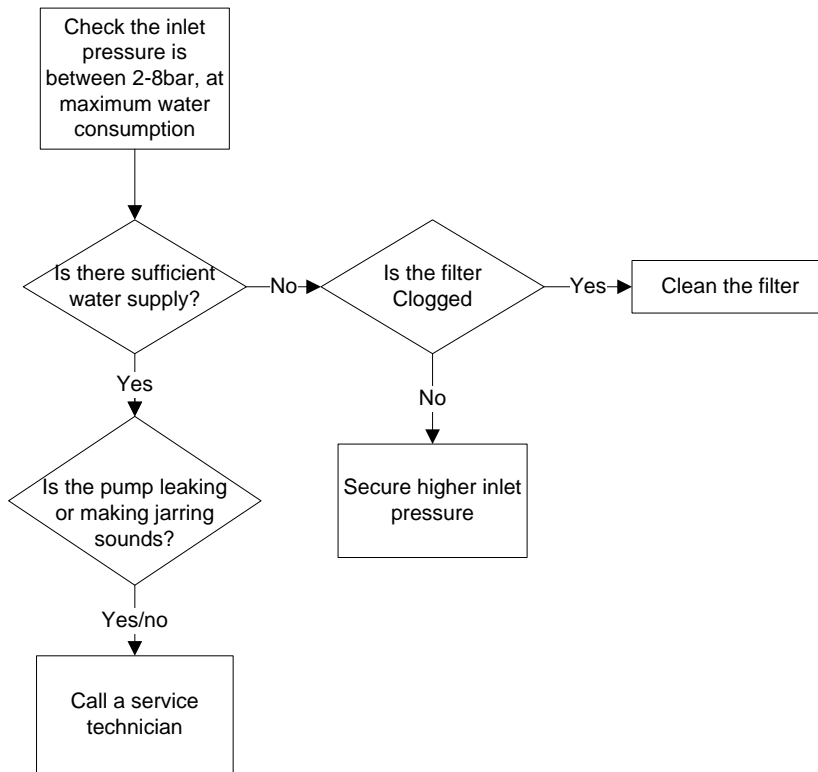 Check the inlet
pressure is
between 2-8bar, at
maximum water
consumption
Is there sufficient
water supply?
No
Is the filter
Clogged
Yes
Clean the filter
Yes
No
Is the pump leaking
or making jarring
sounds?
Secure higher inlet
pressure
Yes/no
Call a service
technician